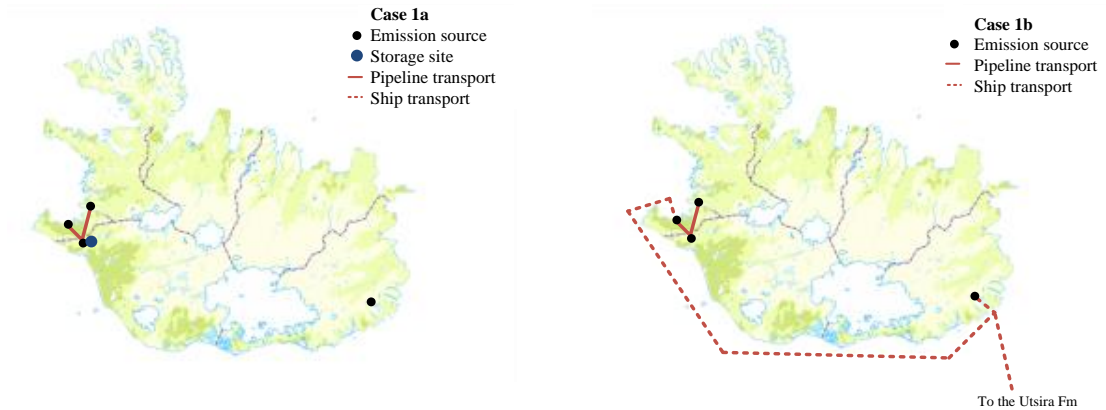 Case 1a
Emission source
Storage site
Pipeline transport
Ship transport
Case 1b
Emission source
Pipeline transport
Ship transport
To the Utsira Fm